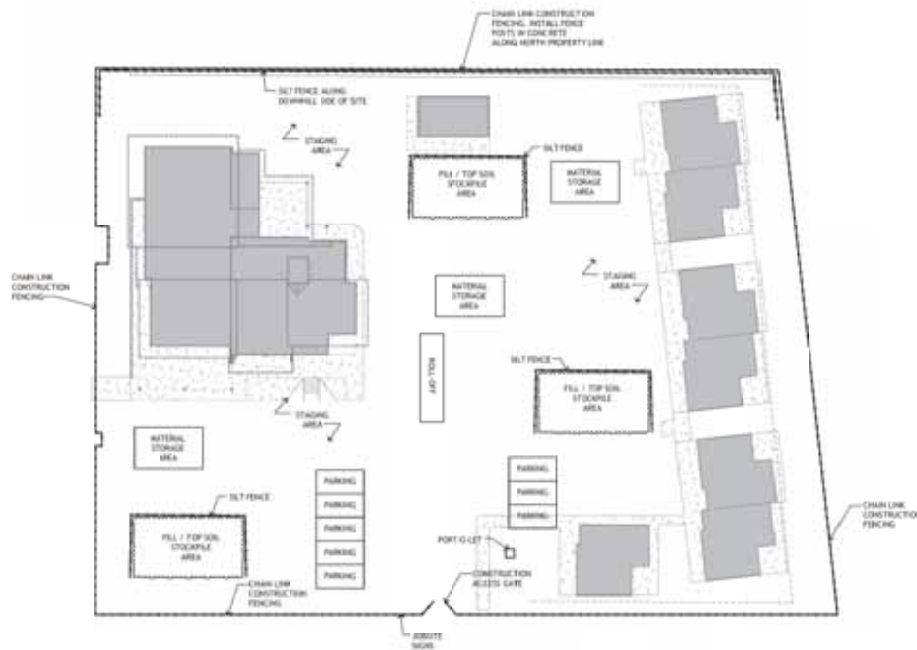 CHAIN LINK CONSTRUCTION
FENCING. INSTALL FENCE
POSTS IN CONCRETE
ALONG NORTH PROPERTY LINE
SILT FENCE ALONG
DOWNHILL SIDE OF SITE
STAGING
AREA
SILT FENCE
FILL / TOP SOIL
STOCKPILE
AREA
MATERIAL
STORAGE
AREA
CHAIN LINK
CONSTRUCTION
FENCING
STAGING
AREA
MATERIAL
STORAGE
AREA
ROLL-OFF
SILT FENCE
FILL / TOP SOIL
STOCKPILE
AREA
STAGING
AREA
MATERIAL
STORAGE
AREA
PARKING
PARKING
PARKING
PARKING
PARKING
PARKING
PARKING
PARKING
SILT FENCE
FILL / TOP SOIL
STOCKPILE
AREA
PORT-O-LET
CHAIN LINK
CONSTRUCTION
FENCING
CONSTRUCTION
ACCESS GATE
CHAIN LINK
CONSTRUCTION
FENCING
JOBSITE
SIGNS